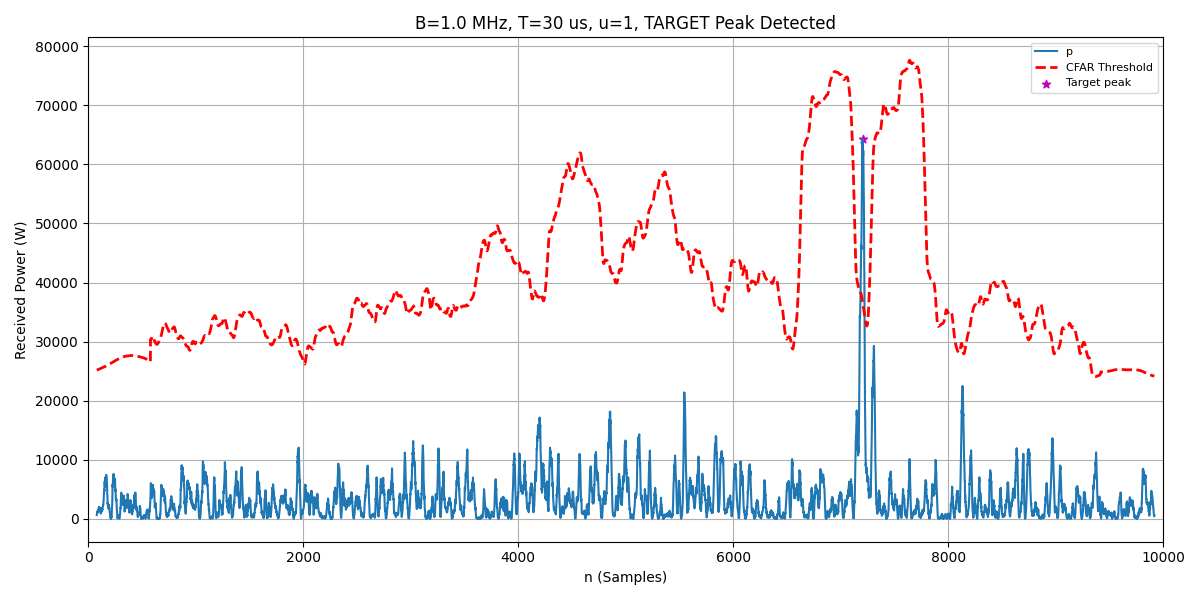 B=1.0 MHz, T=30 us, u=1, TARGET Peak Detected
80000
70000
60000
50000
40000
30000
20000
10000
0
Received Power (W)
p
CFAR Threshold
Target peak
0
2000
4000
6000
8000
10000
n (Samples)